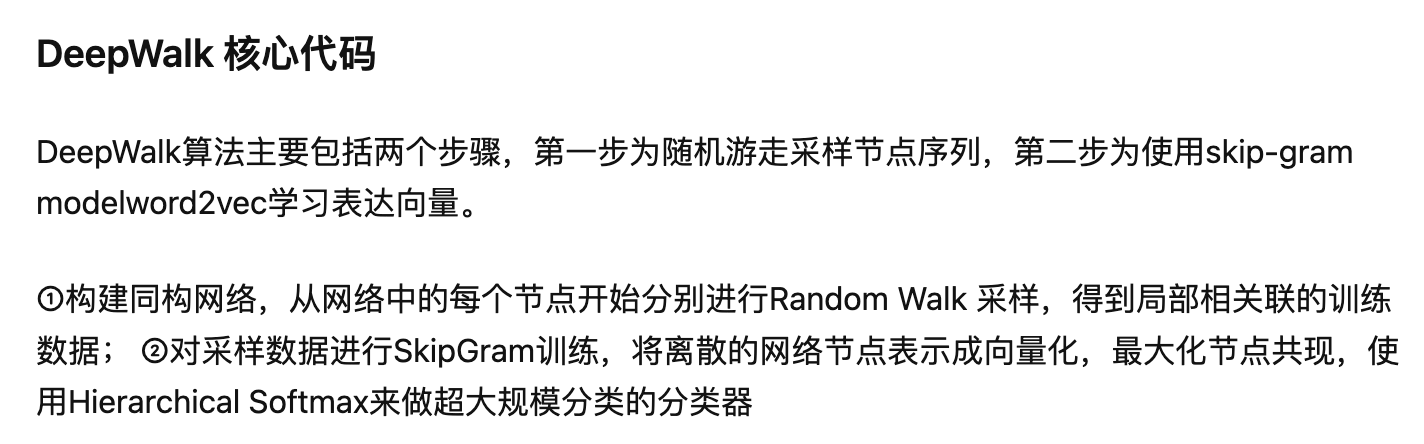 DeepWalk 核心代码
DeepWalk算法主要包括两个步骤，第一步为随机游走采样节点序列，第二步为使用skip-gram
modelword2vec学习表达向量。
①构建同构网络，从网络中的每个节点开始分别进行Random Walk 采样，得到局部相关联的训练
数据； ②对采样数据进行SkipGram训练，将离散的网络节点表示成向量化，最大化节点共现，使
用Hierarchical Softmax来做超大规模分类的分类器